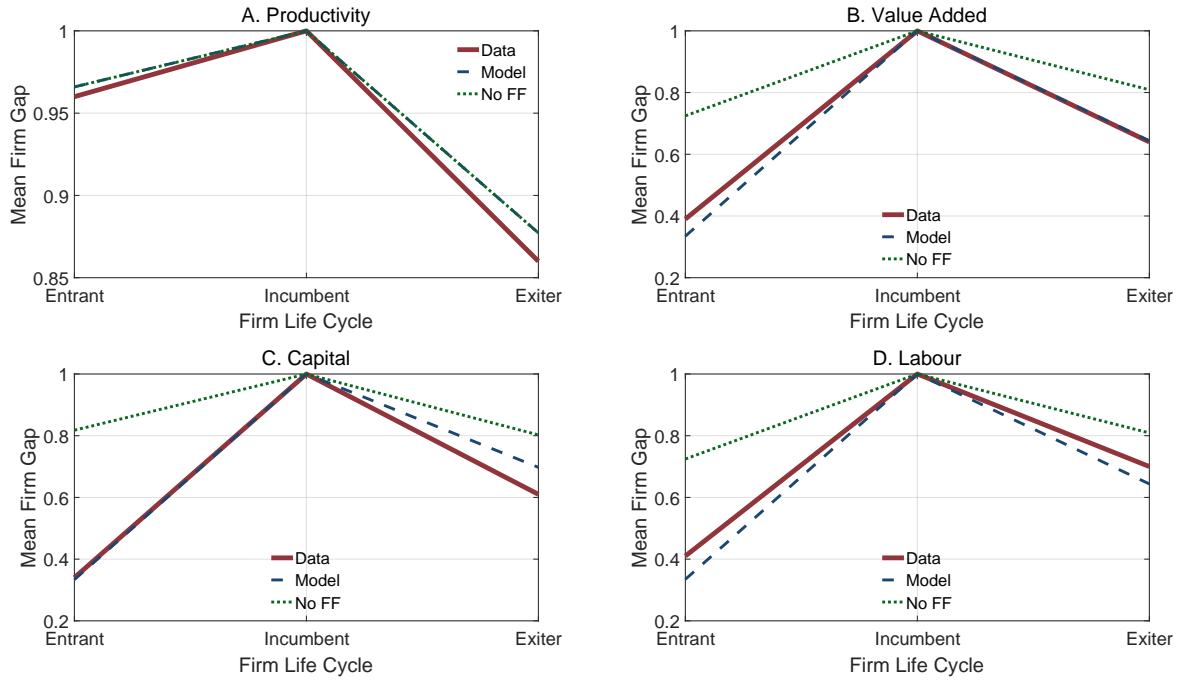 A. Productivity
Mean Firm Gap
1
0.95
0.9
0.85
Data
Model
No FF
Entrant Incumbent Exiter
Firm Life Cycle
B. Value Added
Mean Firm Gap
1
0.8
0.6
0.4
0.2
Data
Model
No FF
Entrant Incumbent Exiter
Firm Life Cycle
C. Capital
Mean Firm Gap
1
0.8
0.6
0.4
0.2
Data
Model
No FF
Entrant Incumbent Exiter
Firm Life Cycle
D. Labour
Mean Firm Gap
1
0.8
0.6
0.4
0.2
Data
Model
No FF
Entrant Incumbent Exiter
Firm Life Cycle